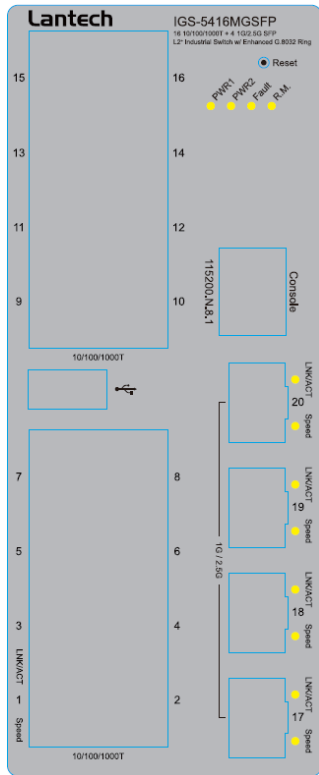 Lantech
IGS-5416MGSFP
16 10/100/1000T + 4 1G/2.5G SFP
L2+ Industrial Switch w/ Enhanced G.8032 Ring
Reset
PWR1
PWR2
Fault
R.M.
15
16
13
14
11
12
9
10
115200.N.8.1
Console
10/100/1000T
LNK/ACT
20
Speed
7
8
LNK/ACT
19
Speed
5
6
1G / 2.5G
LNK/ACT
18
Speed
3
4
LNK/ACT
1
2
Speed
LNK/ACT
17
Speed
10/100/1000T